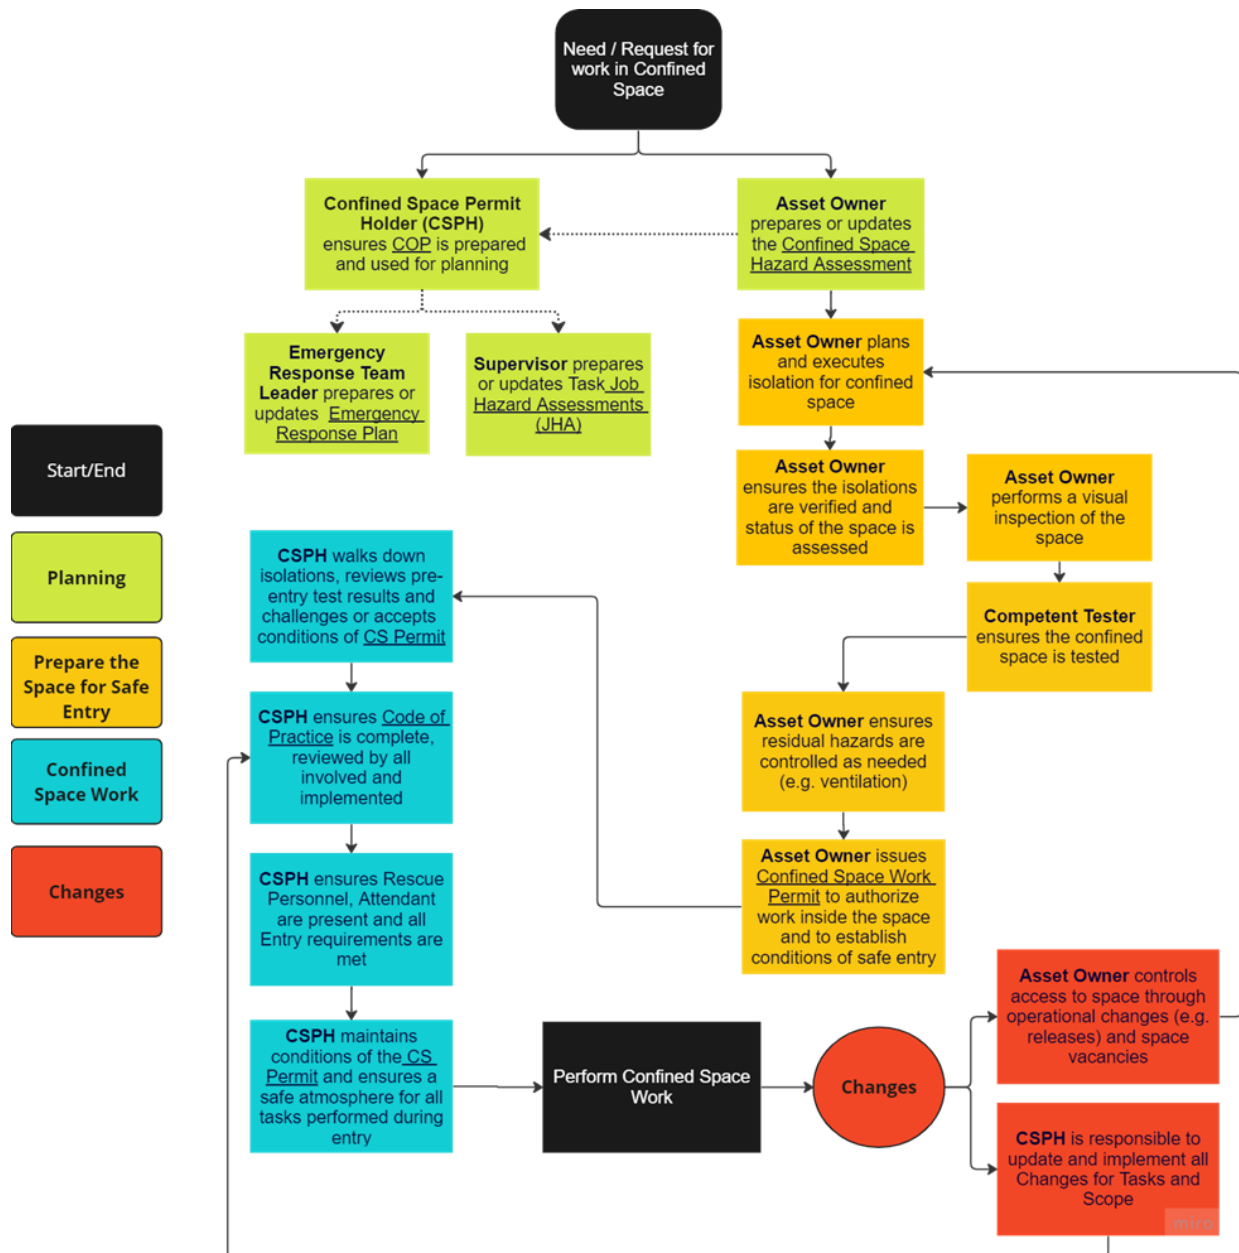 Need / Request for
work in Confined
Space
Confined Space Permit
Holder (CSPH)
ensures COP is prepared
and used for planning
Asset Owner
prepares or updates
the Confined Space
Hazard Assessment
Emergency
Response Team
Leader prepares or
updates Emergency
Response Plan
Supervisor prepares
or updates Task Job
Hazard Assessments
(JHA)
Asset Owner plans
and executes
isolation for confined
space
Asset Owner
ensures the isolations
are verified and
status of the space is
assessed
Asset Owner
performs a visual
inspection of the
space
Competent Tester
ensures the confined
space is tested
Asset Owner ensures
residual hazards are
controlled as needed
(e.g. ventilation)
Asset Owner issues
Confined Space Work
Permit to authorize
work inside the space
and to establish
conditions of safe entry
Start/End
Planning
Prepare the
Space for Safe
Entry
Confined
Space Work
Changes
CSPH walks down
isolations, reviews pre-
entry test results and
challenges or accepts
conditions of CS Permit
CSPH ensures Code of
Practice is complete,
reviewed by all
involved and
implemented
CSPH ensures Rescue
Personnel, Attendant
are present and all
Entry requirements are
met
CSPH maintains
conditions of the CS
Permit and ensures a
safe atmosphere for all
tasks performed during
entry
Perform Confined Space
Work
Changes
Asset Owner controls
access to space through
operational changes (e.g.
releases) and space
vacancies
CSPH is responsible to
update and implement all
Changes for Tasks and
Scope
miro